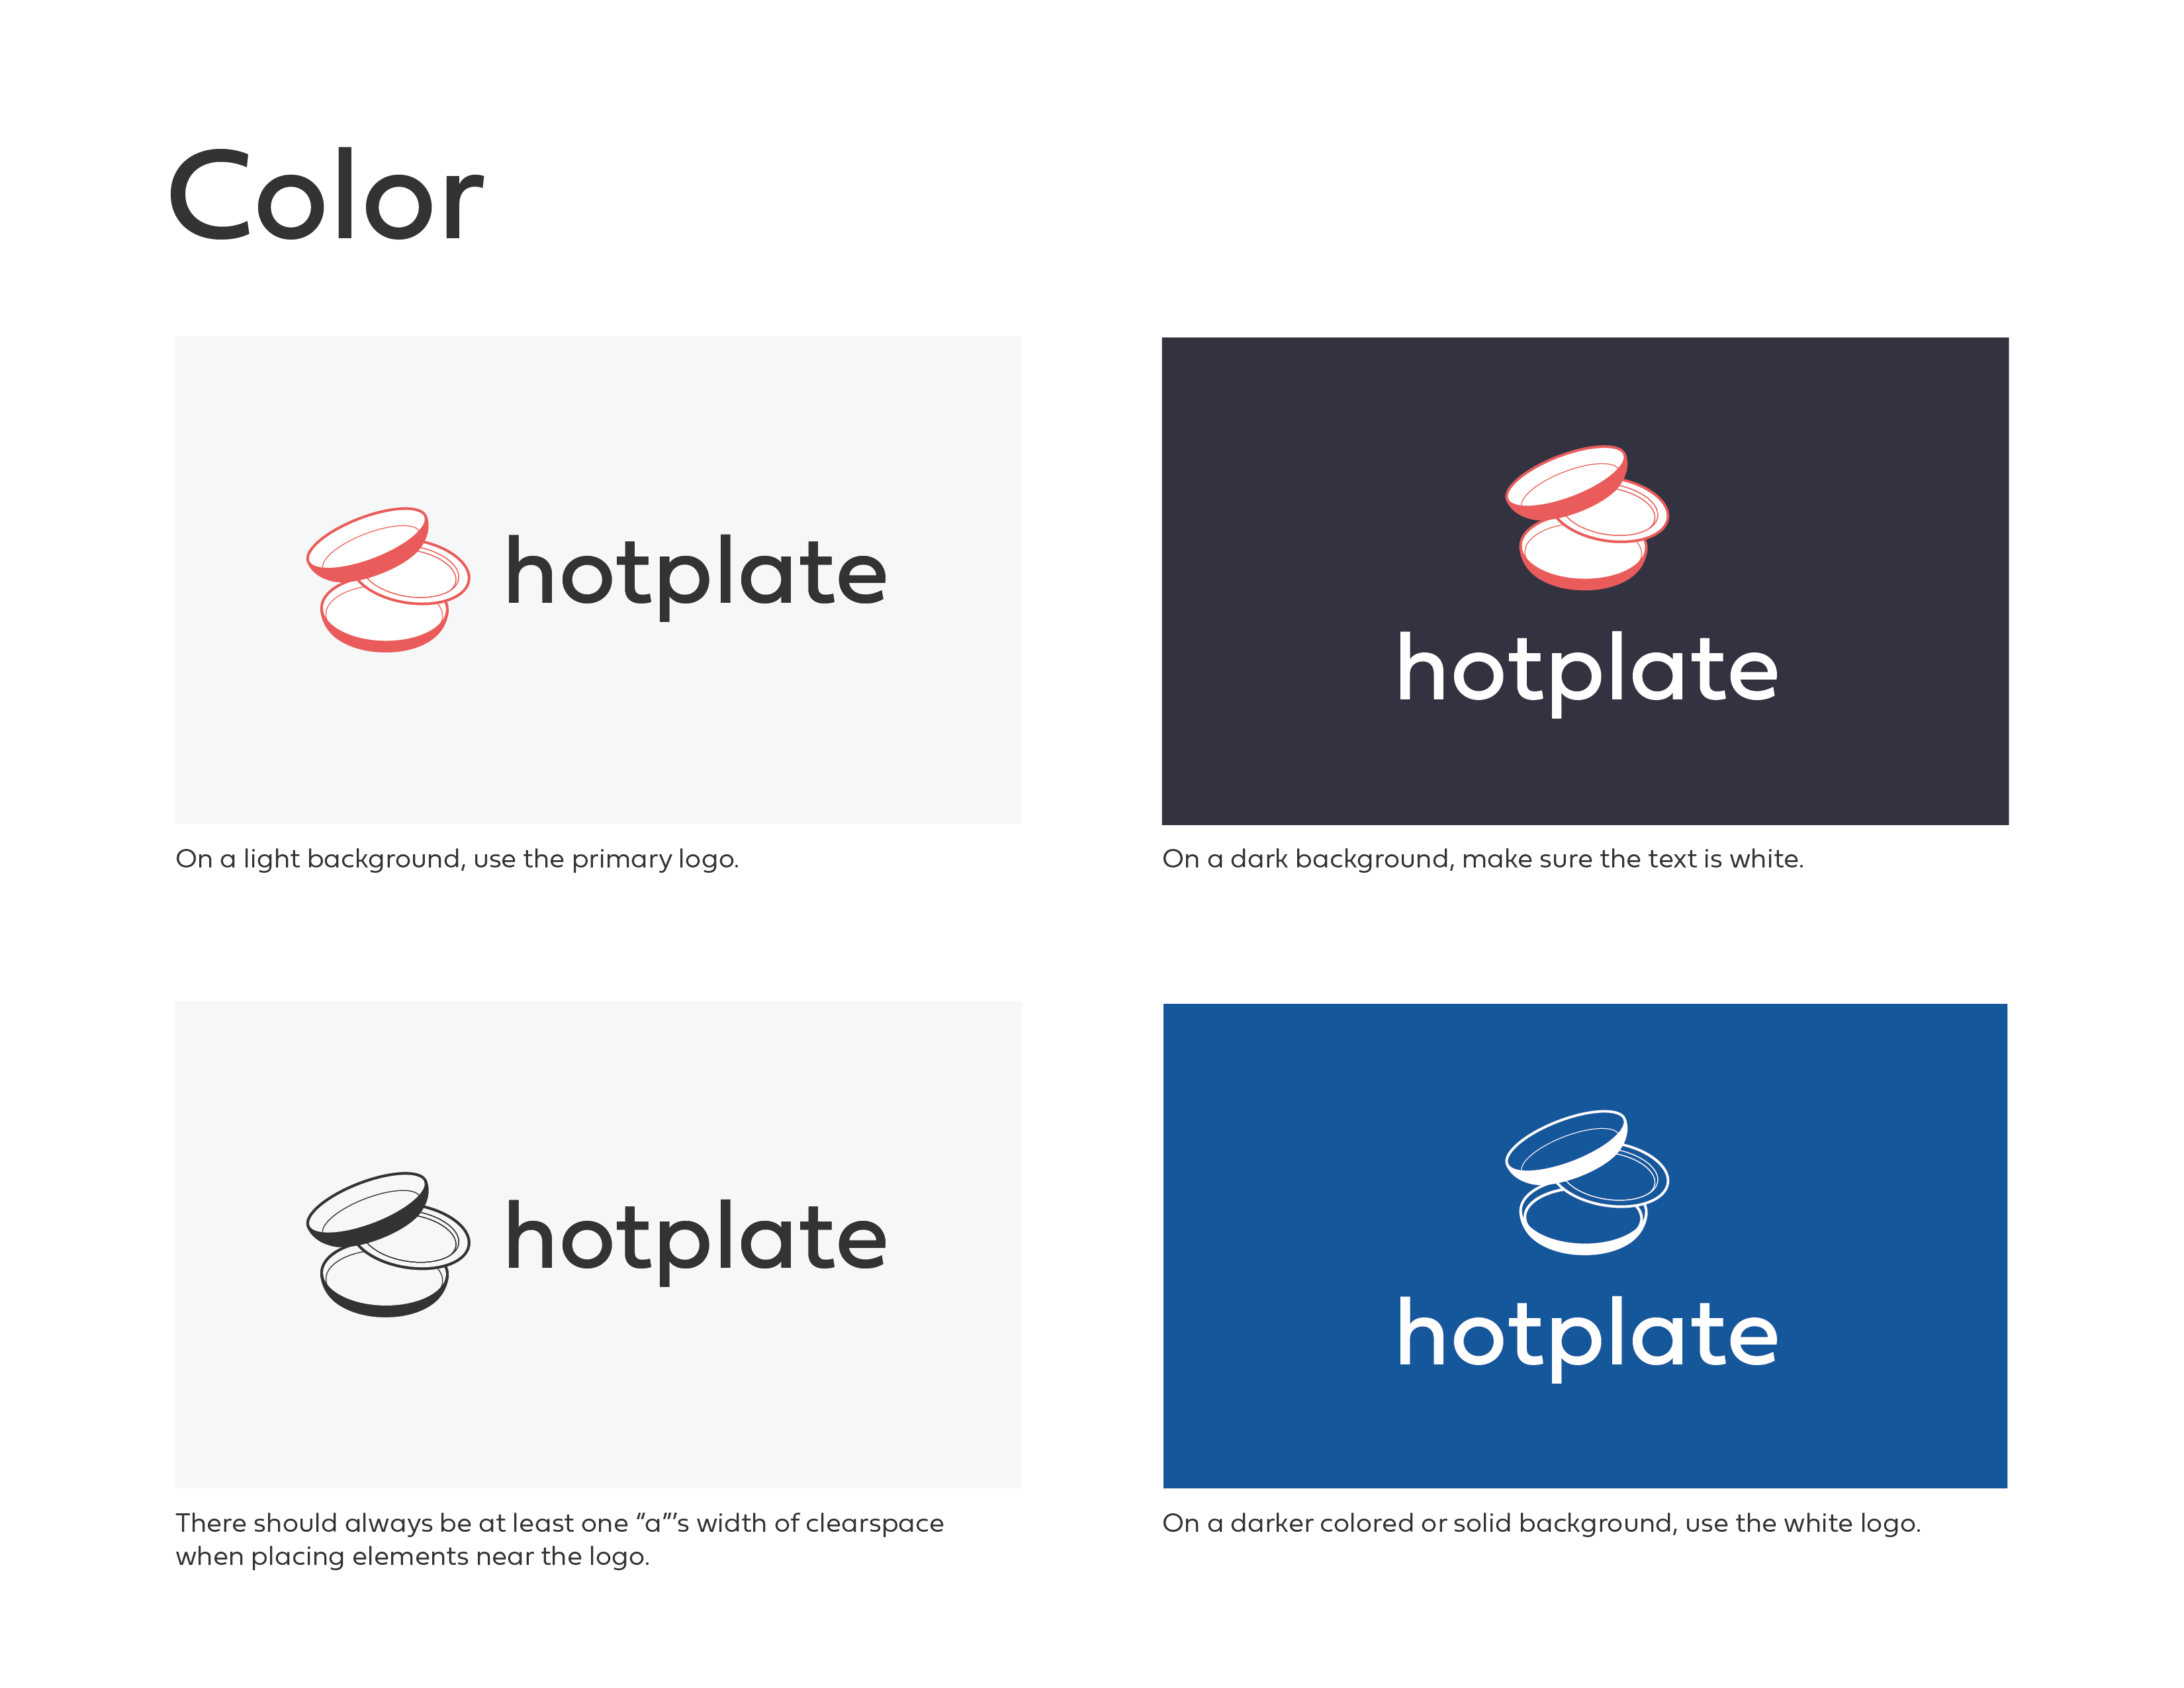 Color
hotplate
On a light background, use the primary logo.
hotplate
On a dark background, make sure the text is white.
hotplate
There should always be at least one “a”’s width of clearspace
when placing elements near the logo.
hotplate
On a darker colored or solid background, use the white logo.